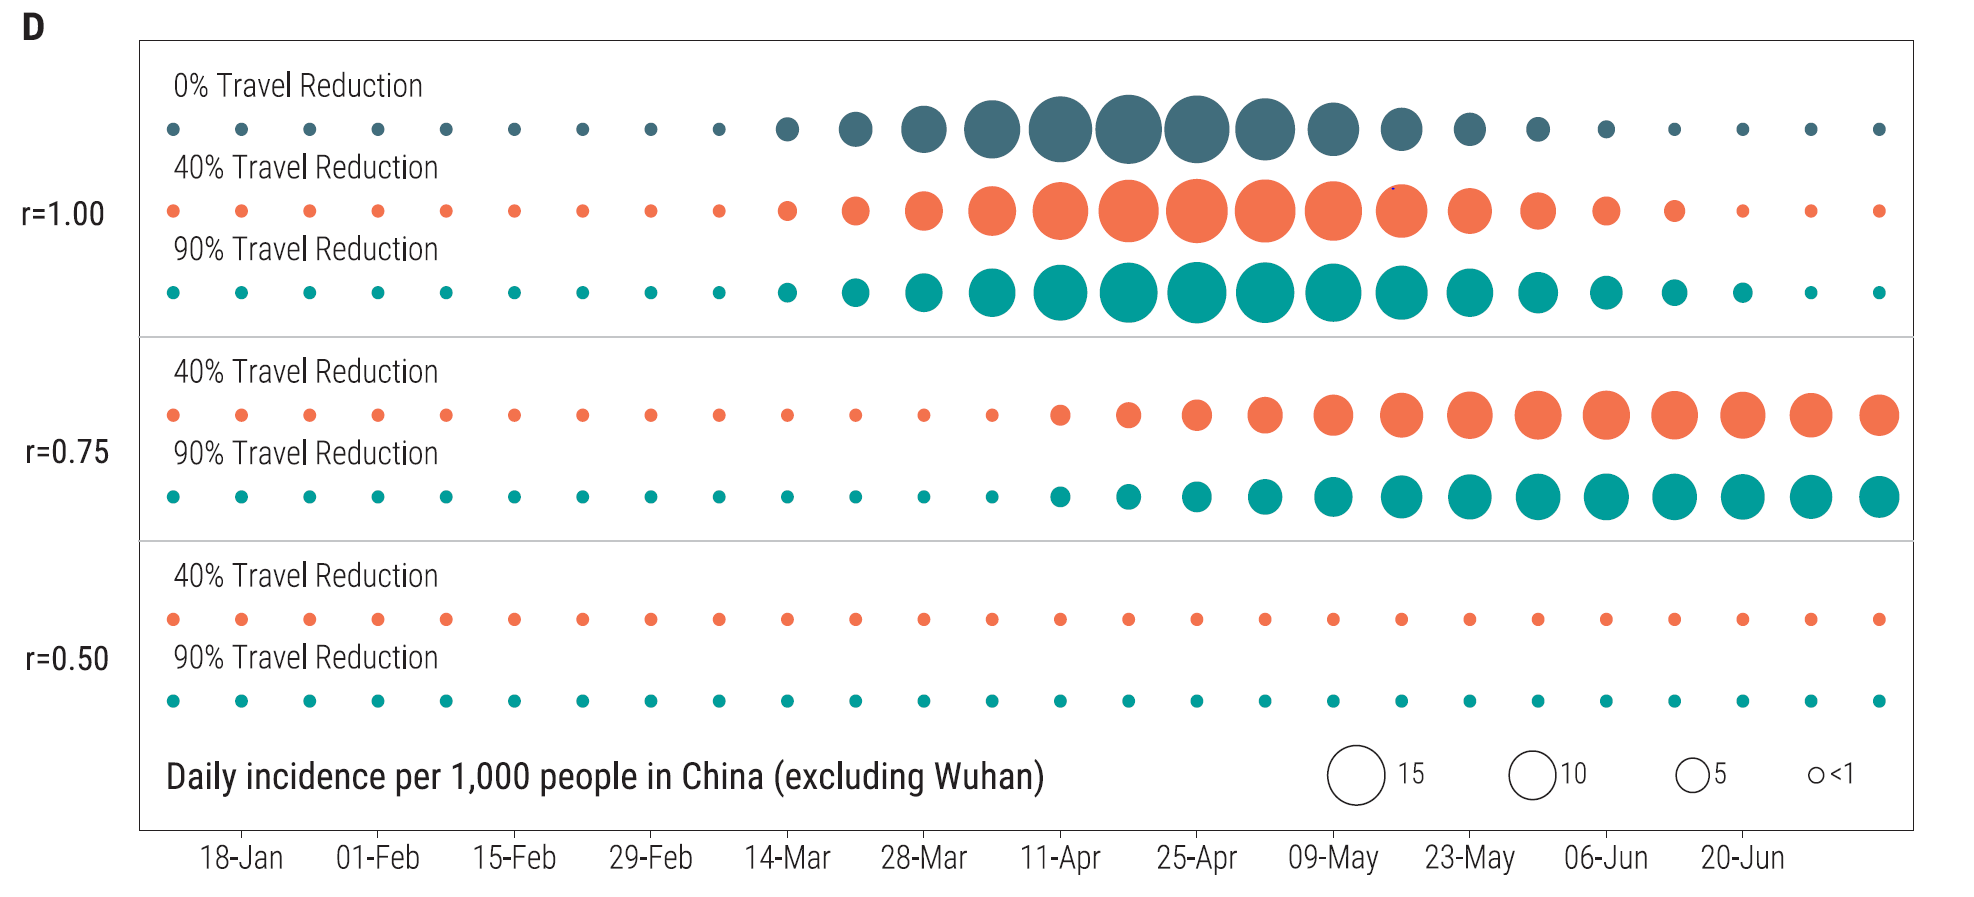 D
0% Travel Reduction
40% Travel Reduction
r=1.00
90% Travel Reduction
40% Travel Reduction
r=0.75
90% Travel Reduction
40% Travel Reduction
r=0.50
90% Travel Reduction
Daily incidence per 1,000 people in China (excluding Wuhan) 15 10 5 <1
18-Jan 01-Feb 15-Feb 29-Feb 14-Mar 28-Mar 11-Apr 25-Apr 09-May 23-May 06-Jun 20-Jun